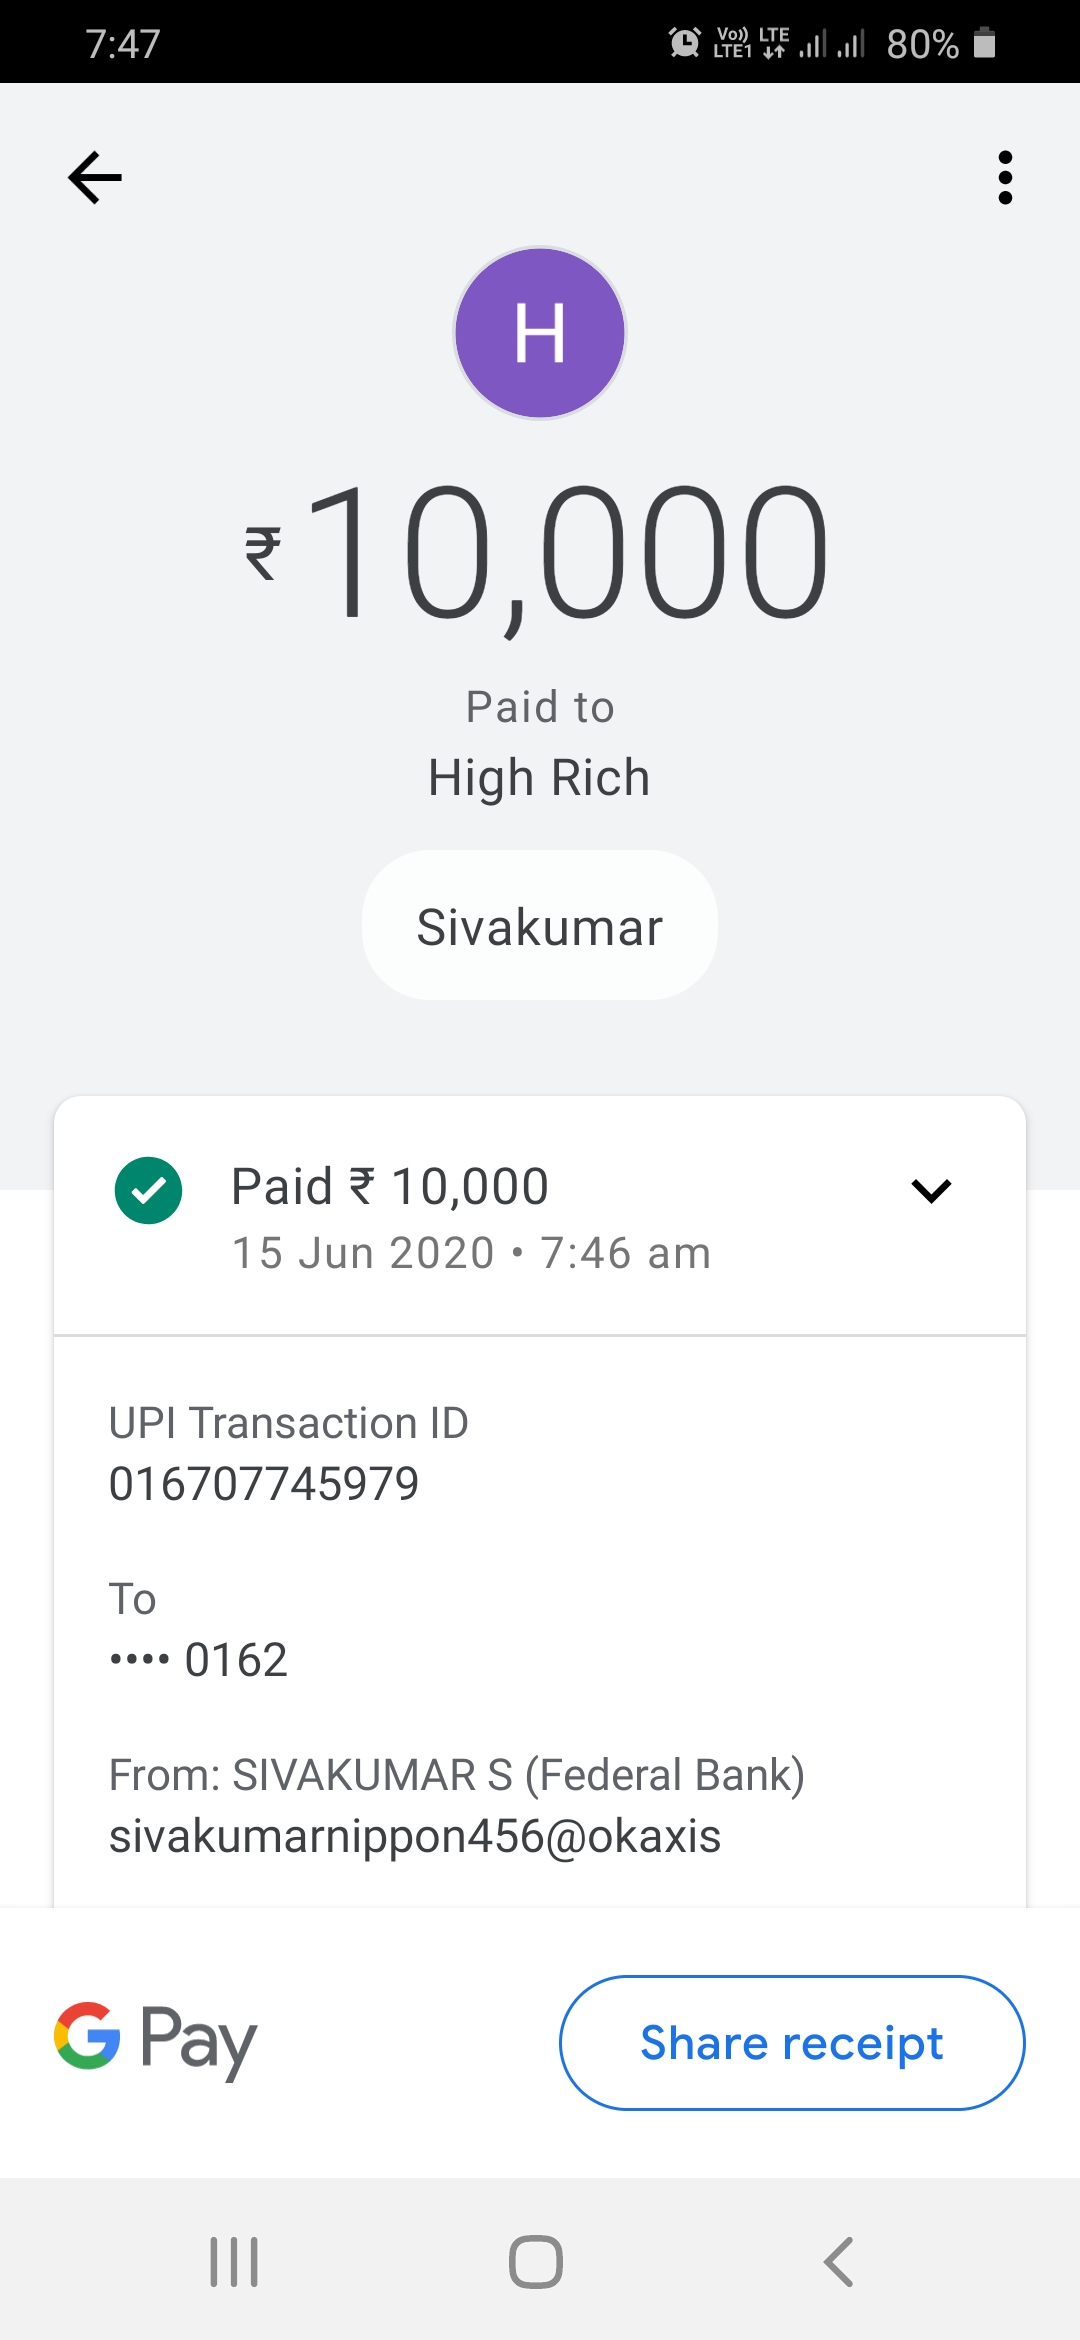 7:47
Vo)) LTE
LTE1
80%
H
₹10,000
Paid to
High Rich
Sivakumar
Paid ₹ 10,000
15 Jun 2020 • 7:46 am
UPI Transaction ID
016707745979
To
•••• 0162
From: SIVAKUMAR S (Federal Bank)
sivakumarnippon456@okaxis
G Pay
Share receipt